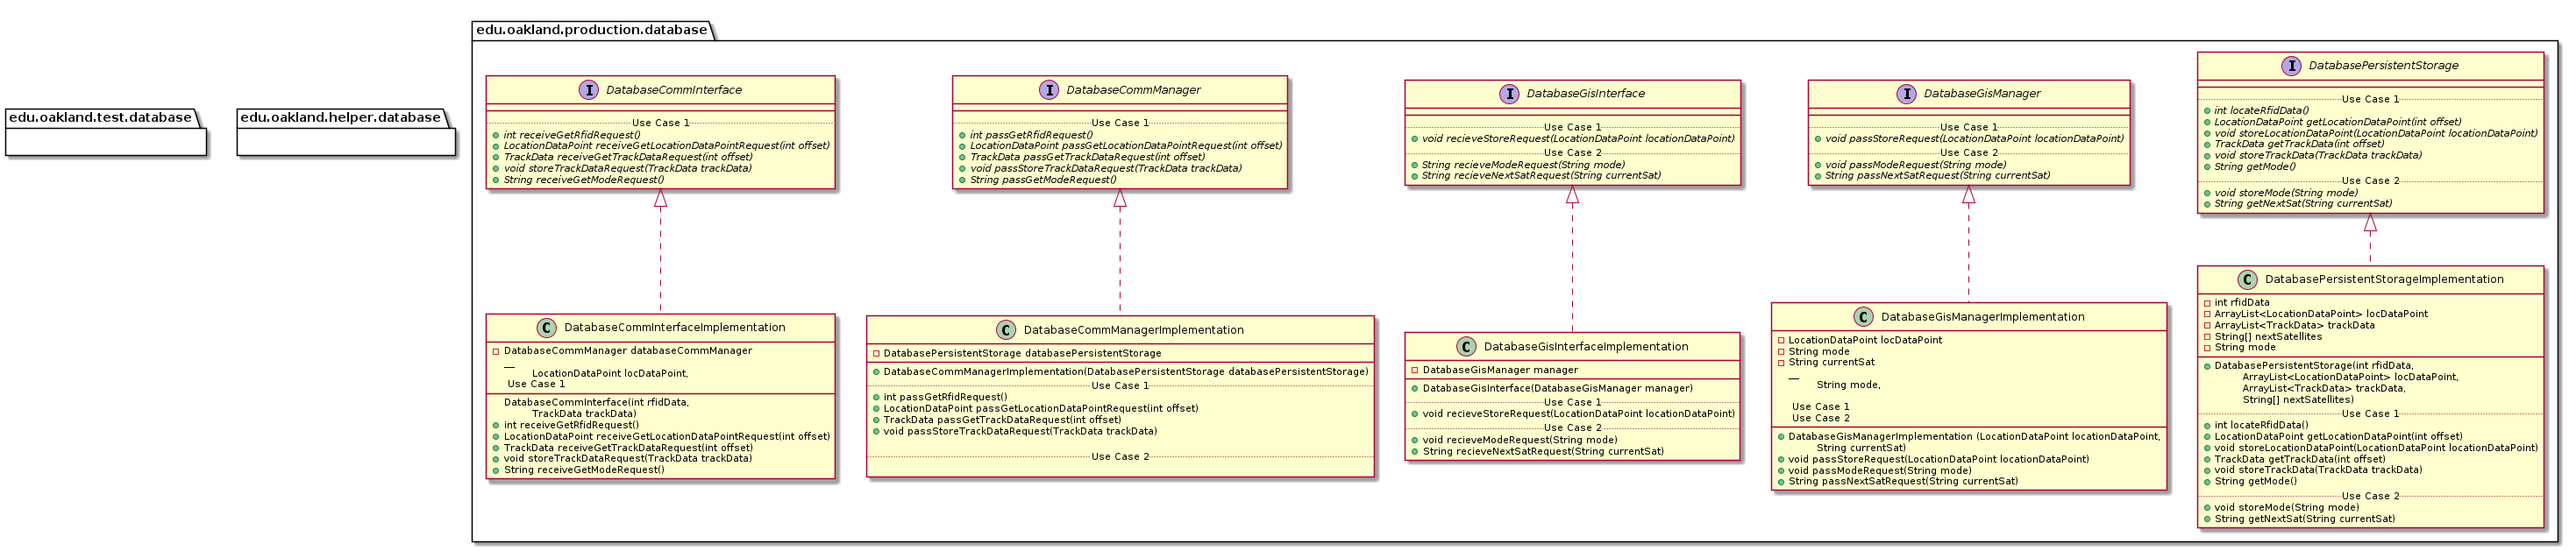 edu.oakland.test.database
edu.oakland.helper.database
edu.oakland.production.database
I DatabaseCommInterface
Use Case 1
int receiveGetRfidRequest()
LocationDataPoint receiveGetLocationDataPointRequest(int offset)
TrackData receiveGetTrackDataRequest(int offset)
void storeTrackDataRequest(TrackData trackData)
String receiveGetModeRequest()
I DatabaseCommManager
Use Case 1
int passGetRfidRequest()
LocationDataPoint passGetLocationDataPointRequest(int offset)
TrackData passGetTrackDataRequest(int offset)
void passStoreTrackDataRequest(TrackData trackData)
String passGetModeRequest()
I DatabaseGisInterface
Use Case 1
void recieveStoreRequest(LocationDataPoint locationDataPoint)
Use Case 2
String recieveModeRequest(String mode)
String recieveNextSatRequest(String currentSat)
I DatabaseGisManager
Use Case 1
void passStoreRequest(LocationDataPoint locationDataPoint)
Use Case 2
void passModeRequest(String mode)
String passNextSatRequest(String currentSat)
I DatabasePersistentStorage
Use Case 1
int locateRfidData()
LocationDataPoint getLocationDataPoint(int offset)
void storeLocationDataPoint(LocationDataPoint locationDataPoint)
TrackData getTrackData(int offset)
void storeTrackData(TrackData trackData)
String getMode()
Use Case 2
void storeMode(String mode)
String getNextSat(String currentSat)
C DatabaseCommInterfaceImplementation
DatabaseCommManager databaseCommManager
__
LocationDataPoint locDataPoint,
Use Case 1
DatabaseCommInterface(int rfidData,
TrackData trackData)
int receiveGetRfidRequest()
LocationDataPoint receiveGetLocationDataPointRequest(int offset)
TrackData receiveGetTrackDataRequest(int offset)
void storeTrackDataRequest(TrackData trackData)
String receiveGetModeRequest()
C DatabaseCommManagerImplementation
DatabasePersistentStorage databasePersistentStorage
DatabaseCommManagerImplementation(DatabasePersistentStorage databasePersistentStorage)
Use Case 1
int passGetRfidRequest()
LocationDataPoint passGetLocationDataPointRequest(int offset)
TrackData passGetTrackDataRequest(int offset)
void passStoreTrackDataRequest(TrackData trackData)
Use Case 2
C DatabaseGisInterfaceImplementation
DatabaseGisManager manager
DatabaseGisInterface(DatabaseGisManager manager)
Use Case 1
void recieveStoreRequest(LocationDataPoint locationDataPoint)
Use Case 2
void recieveModeRequest(String mode)
String recieveNextSatRequest(String currentSat)
C DatabaseGisManagerImplementation
LocationDataPoint locDataPoint
String mode
String currentSat
__
String mode,
Use Case 1
Use Case 2
DatabaseGisManagerImplementation (LocationDataPoint locationDataPoint,
String currentSat)
void passStoreRequest(LocationDataPoint locationDataPoint)
void passModeRequest(String mode)
String passNextSatRequest(String currentSat)
C DatabasePersistentStorageImplementation
int rfidData
ArrayList<LocationDataPoint> locDataPoint
ArrayList<TrackData> trackData
String[] nextSatellites
String mode
DatabasePersistentStorage(int rfidData,
ArrayList<LocationDataPoint> locDataPoint,
ArrayList<TrackData> trackData,
String[] nextSatellites)
Use Case 1
int locateRfidData()
LocationDataPoint getLocationDataPoint(int offset)
void storeLocationDataPoint(LocationDataPoint locationDataPoint)
TrackData getTrackData(int offset)
void storeTrackData(TrackData trackData)
String getMode()
Use Case 2
void storeMode(String mode)
String getNextSat(String currentSat)